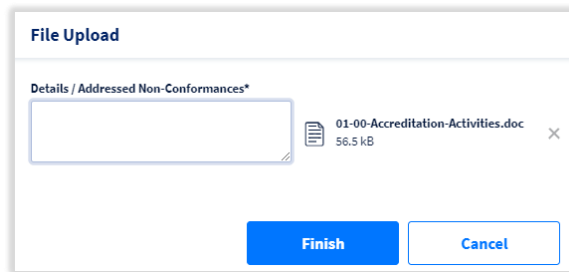 File Upload
Details / Addressed Non-Conformances*
01-00-Accreditation-Activities.doc
56.5 kB
Finish
Cancel